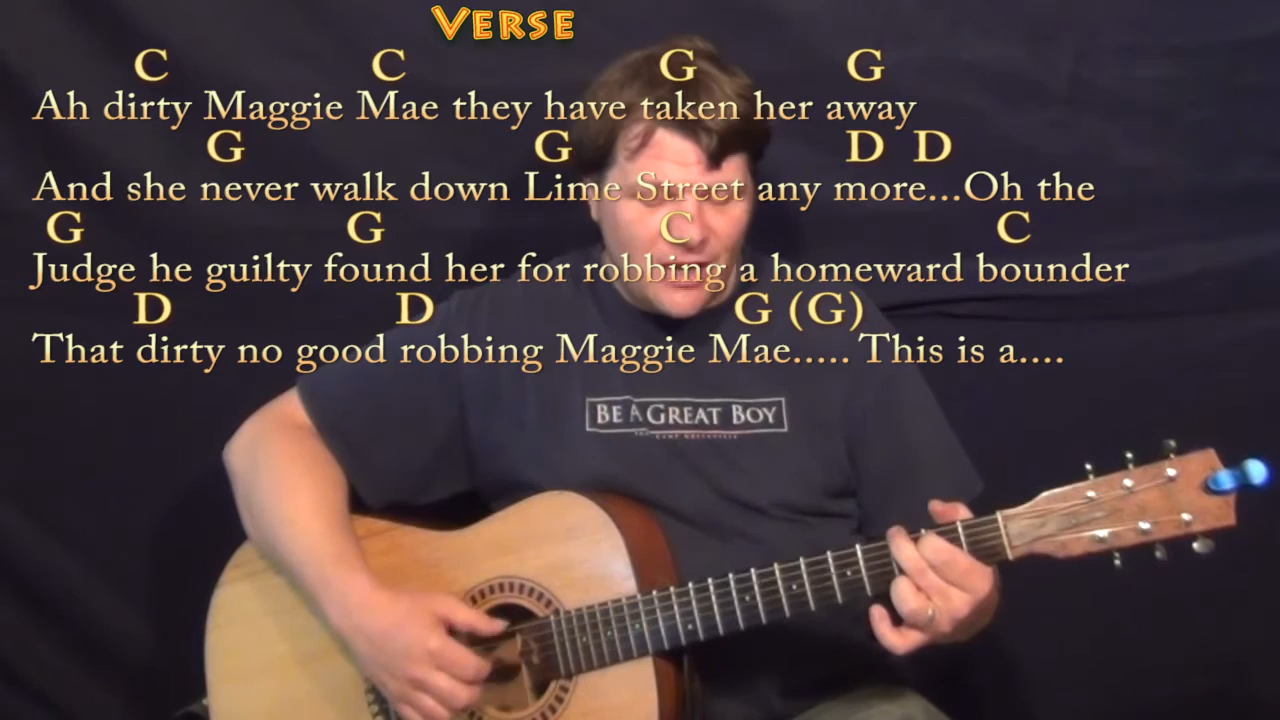 VERSE
C C G G
Ah dirty Maggie Mae they have taken her away
G G D D
And she never walk down Lime Street any more...Oh the
G G C C
Judge he guilty found her for robbing a homeward bounder
D D G (G)
That dirty no good robbing Maggie Mae..... This is a....
BE A GREAT BOY